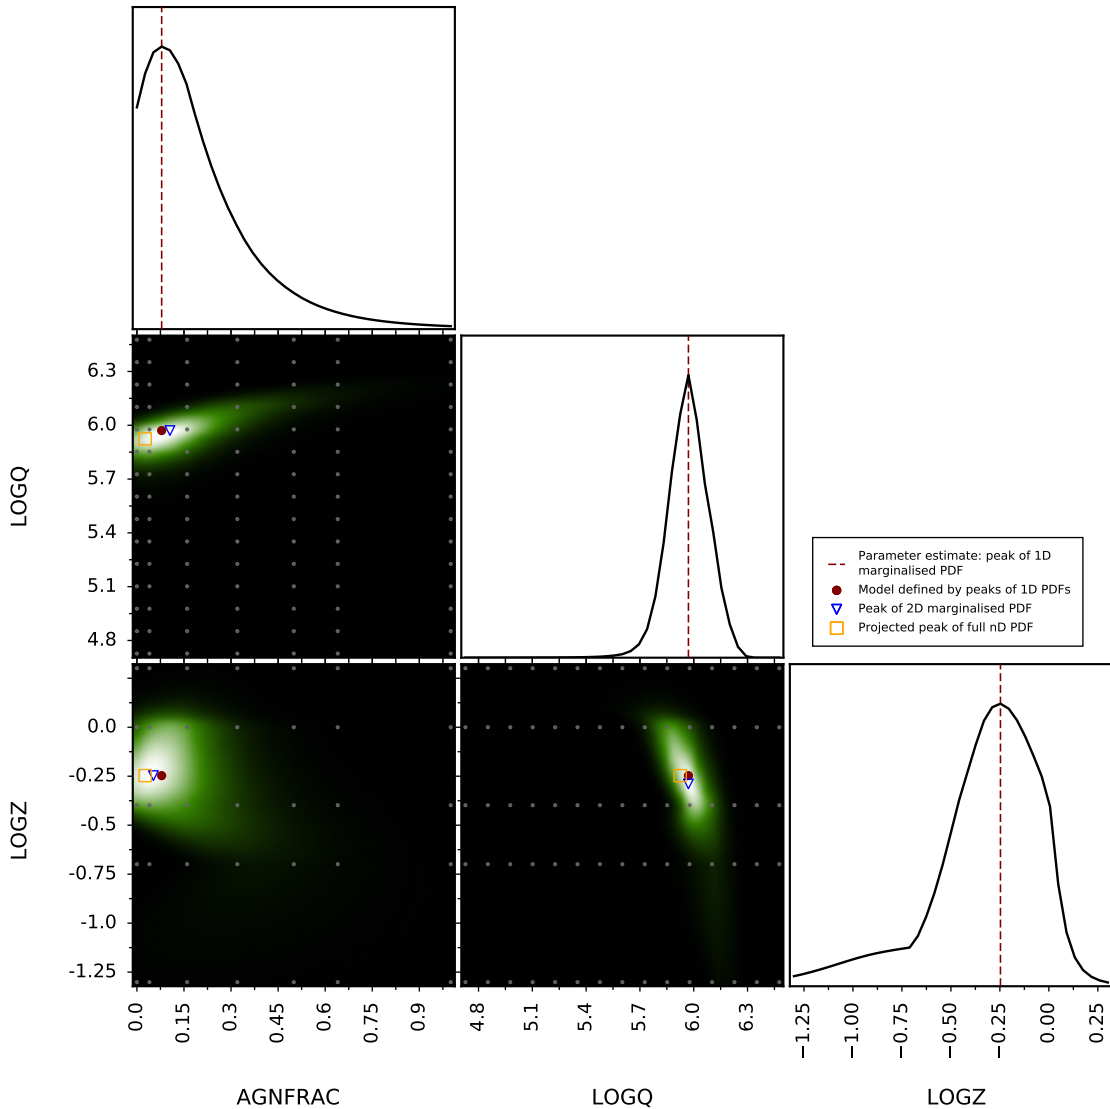 6.3
6.0
5.7
5.4
5.1
4.8
LOGQ
Parameter estimate: peak of 1D
marginalised PDF
Model defined by peaks of 1D PDFs
Peak of 2D marginalised PDF
Projected peak of full nD PDF
0.0
-0.25
-0.5
-0.75
-1.0
-1.25
LOGZ
0.0 0.15 0.3 0.45 0.6 0.75 0.9
4.8 5.1 5.4 5.7 6.0 6.3
−1.25 −1.00 −0.75 −0.50 −0.25 0.00 0.25
AGNFRAC LOGQ LOGZ